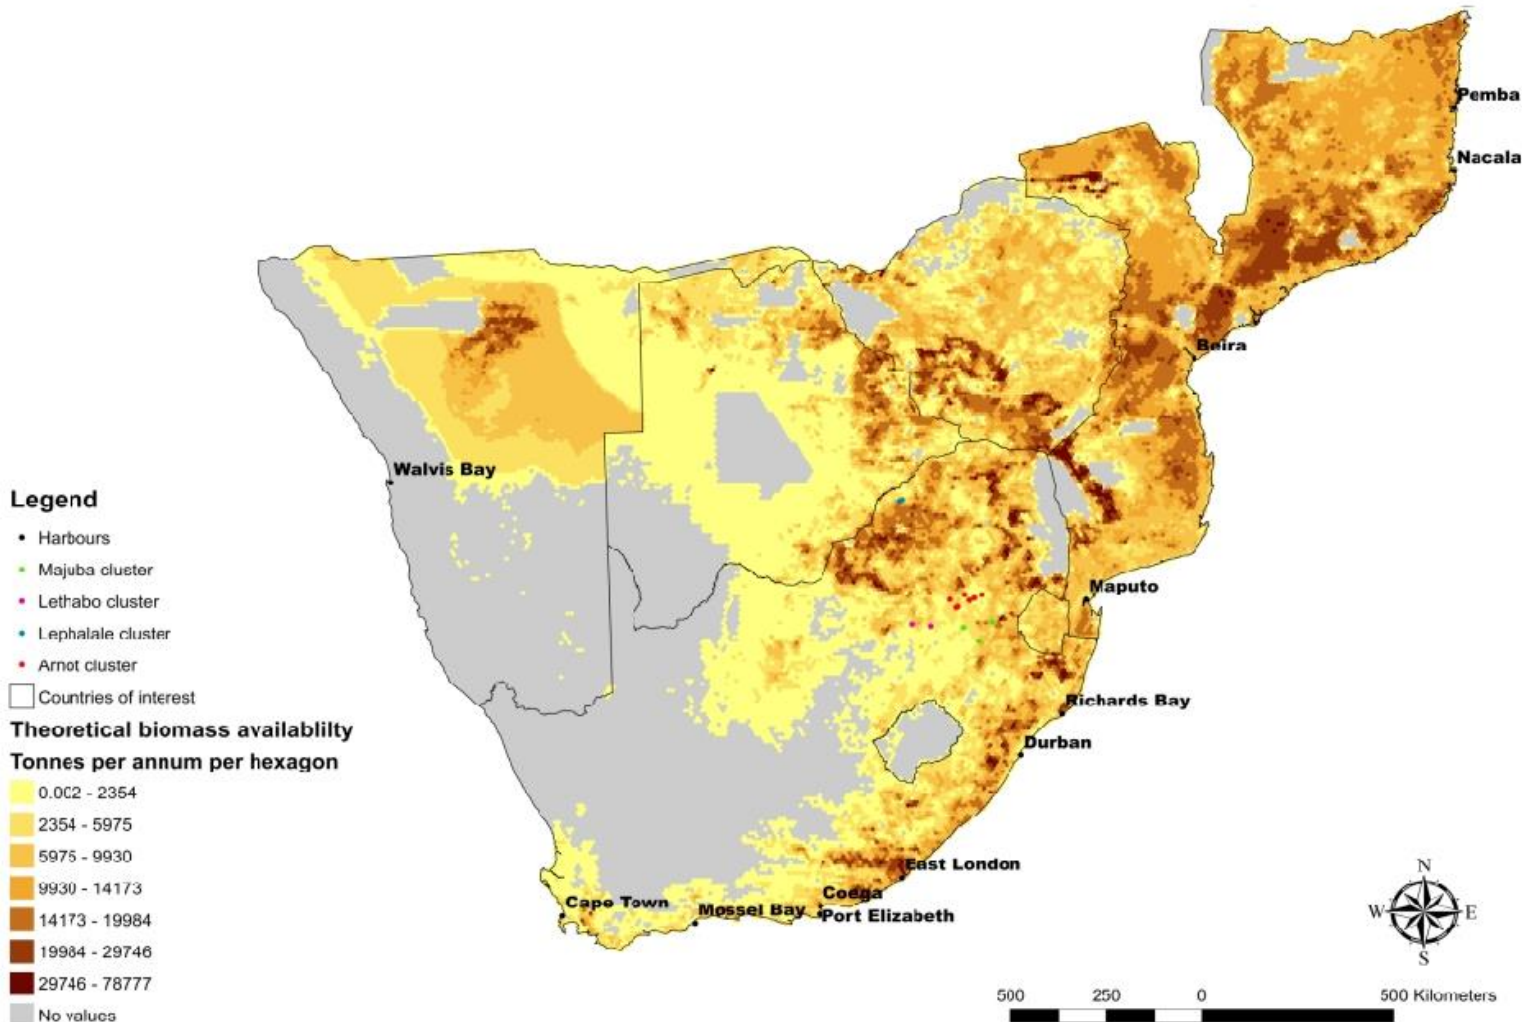 Pemba
Nacala
Beira
Walvis Bay
Maputo
Richards Bay
Durban
East London
Coega
Port Elizabeth
Mossel Bay
Cape Town
Legend
Harbours
Majuba cluster
Lethabo cluster
Lephalale cluster
Arnot cluster
Countries of interest
Theoretical biomass availablilty
Tonnes per annum per hexagon
0.002 - 2354
2354 - 5975
5975 - 9930
9930 - 14173
14173 - 19984
19984 - 29746
29746 - 78777
No values
N
W E
S
500 250 0 500 Kilometers